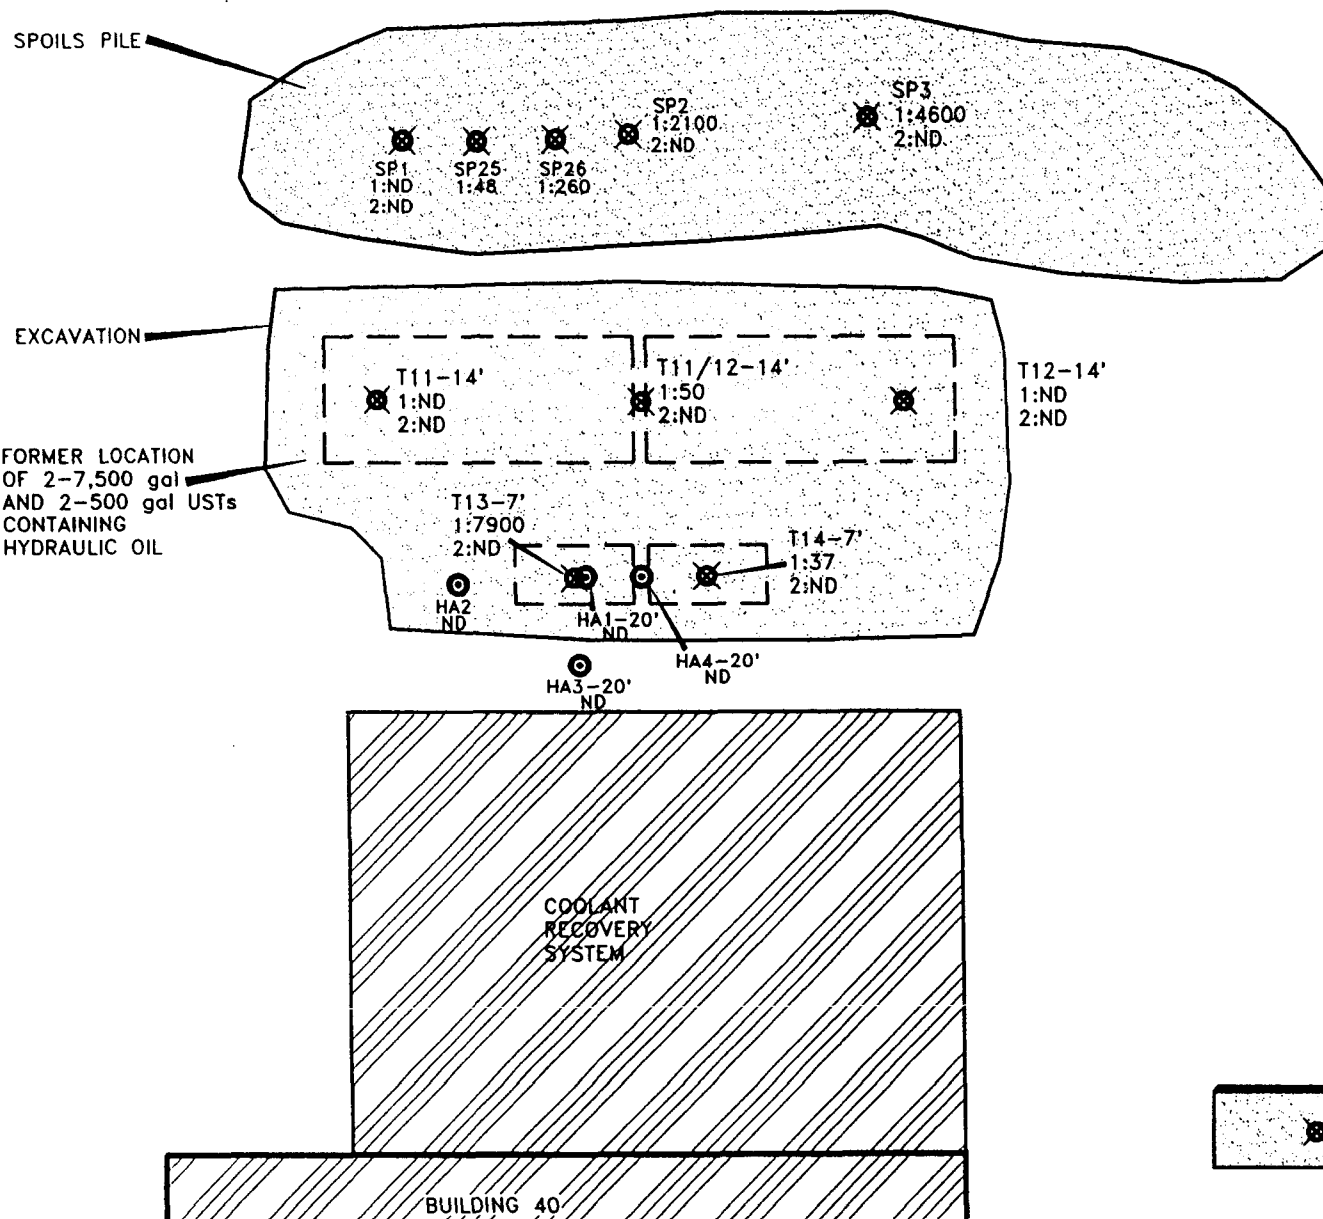 SPOILS PILE
SP1
1:ND
2:ND
SP25
1:48
SP26
1:260
SP2
1:2100
2:ND
SP3
1:4600
2:ND
EXCAVATION
T11-14'
1:ND
2:ND
T11/12-14'
1:50
2:ND
T12-14'
1:ND
2:ND
FORMER LOCATION
OF 2-7,500 gal
AND 2-500 gal USTs
CONTAINING
HYDRAULIC OIL
T13-7'
1:7900
2:ND
T14-7'
1:37
2:ND
HA2
ND
HA1-20'
ND
HA4-20'
ND
HA3-20'
ND
COOLANT
RECOVERY
SYSTEM
BUILDING 40